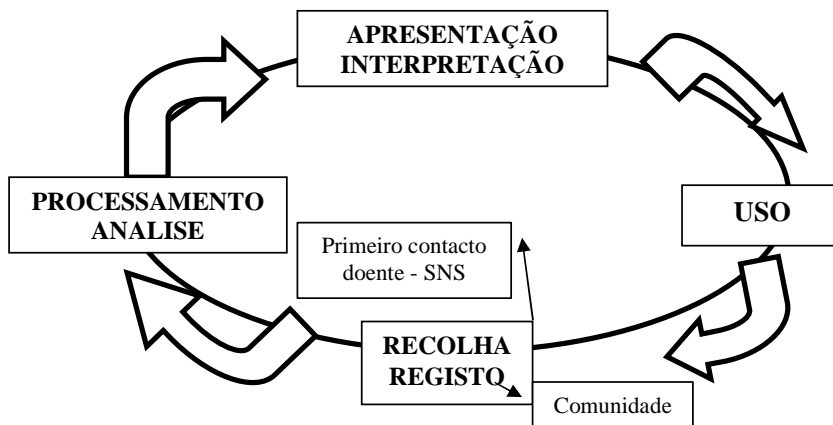 APRESENTAÇÃO
INTERPRETAÇÃO
PROCESSAMENTO
ANALISE
USO
Primeiro contacto
doente - SNS
RECOLHA
REGISTO
Comunidade